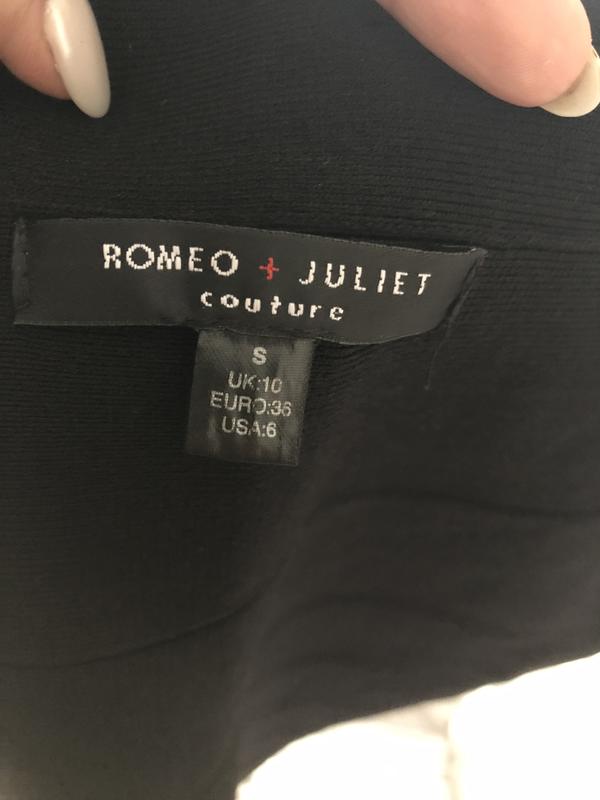 ROMEO + JULIET
couture
S
UK:10
EURO:36
USA:6